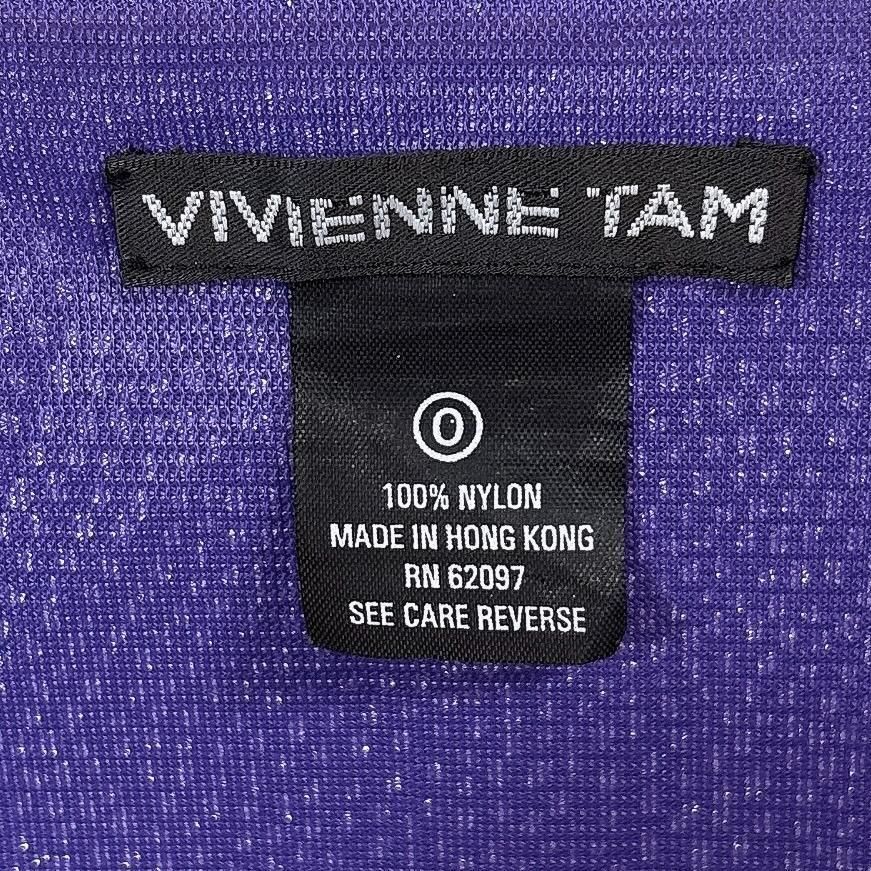 VIVIENNE TAM
0
100% NYLON
MADE IN HONG KONG
RN 62097
SEE CARE REVERSE